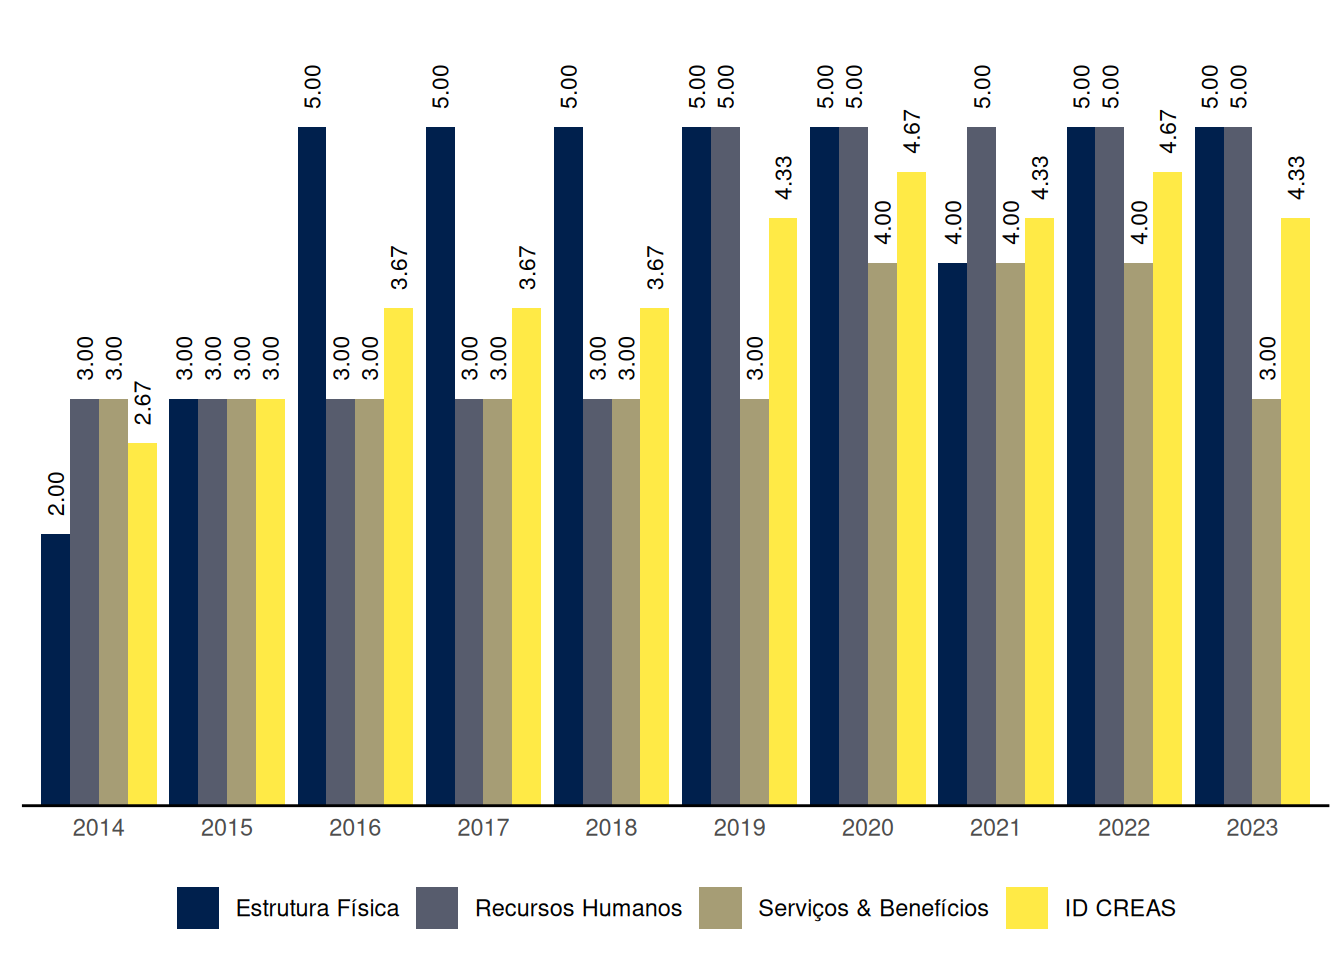 2.00 3.00 3.00 2.67 3.00 3.00 3.00 3.00 5.00 3.00 3.00 3.67 5.00 3.00 3.00 3.67 5.00 3.00 3.00 3.67 5.00 5.00 3.00 4.33 5.00 5.00 4.00 4.67 4.00 5.00 4.00 4.33 5.00 5.00 4.00 4.67 5.00 5.00 3.00 4.33
2014 2015 2016 2017 2018 2019 2020 2021 2022 2023
Estrutura Física Recursos Humanos Serviços & Benefícios ID CREAS